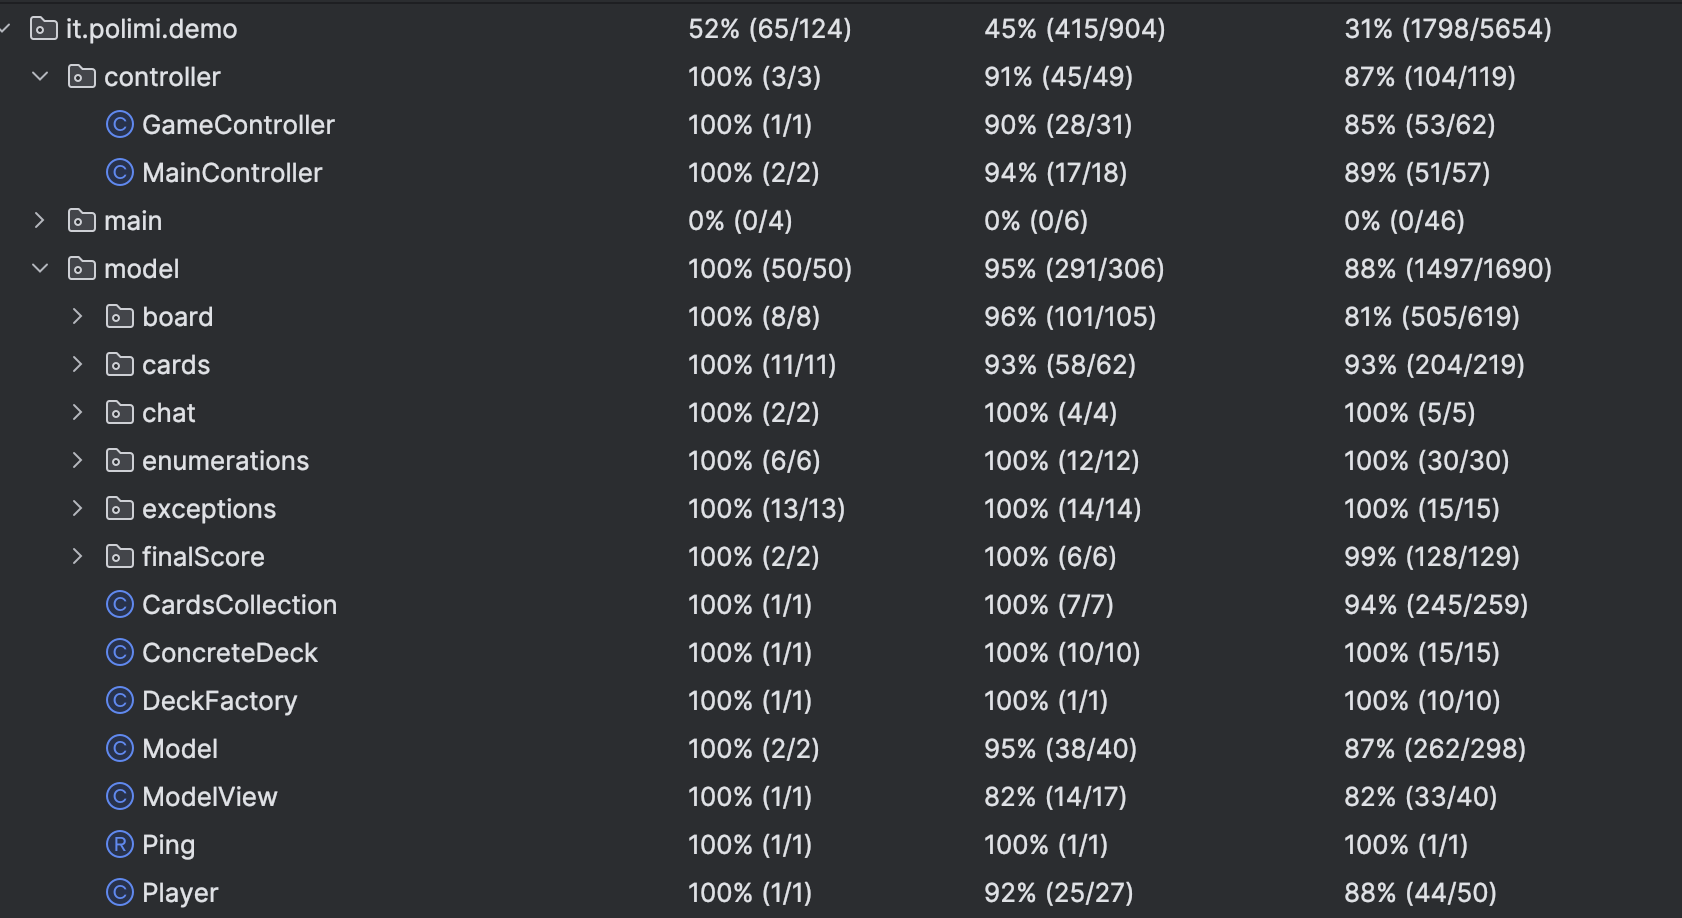 it.polimi.demo 52% (65/124) 45% (415/904) 31% (1798/5654)
controller 100% (3/3) 91% (45/49) 87% (104/119)
C GameController 100% (1/1) 90% (28/31) 85% (53/62)
C MainController 100% (2/2) 94% (17/18) 89% (51/57)
main 0% (0/4) 0% (0/6) 0% (0/46)
model 100% (50/50) 95% (291/306) 88% (1497/1690)
board 100% (8/8) 96% (101/105) 81% (505/619)
cards 100% (11/11) 93% (58/62) 93% (204/219)
chat 100% (2/2) 100% (4/4) 100% (5/5)
enumerations 100% (6/6) 100% (12/12) 100% (30/30)
exceptions 100% (13/13) 100% (14/14) 100% (15/15)
finalScore 100% (2/2) 100% (6/6) 99% (128/129)
C CardsCollection 100% (1/1) 100% (7/7) 94% (245/259)
C ConcreteDeck 100% (1/1) 100% (10/10) 100% (15/15)
C DeckFactory 100% (1/1) 100% (1/1) 100% (10/10)
C Model 100% (2/2) 95% (38/40) 87% (262/298)
C ModelView 100% (1/1) 82% (14/17) 82% (33/40)
R Ping 100% (1/1) 100% (1/1) 100% (1/1)
C Player 100% (1/1) 92% (25/27) 88% (44/50)